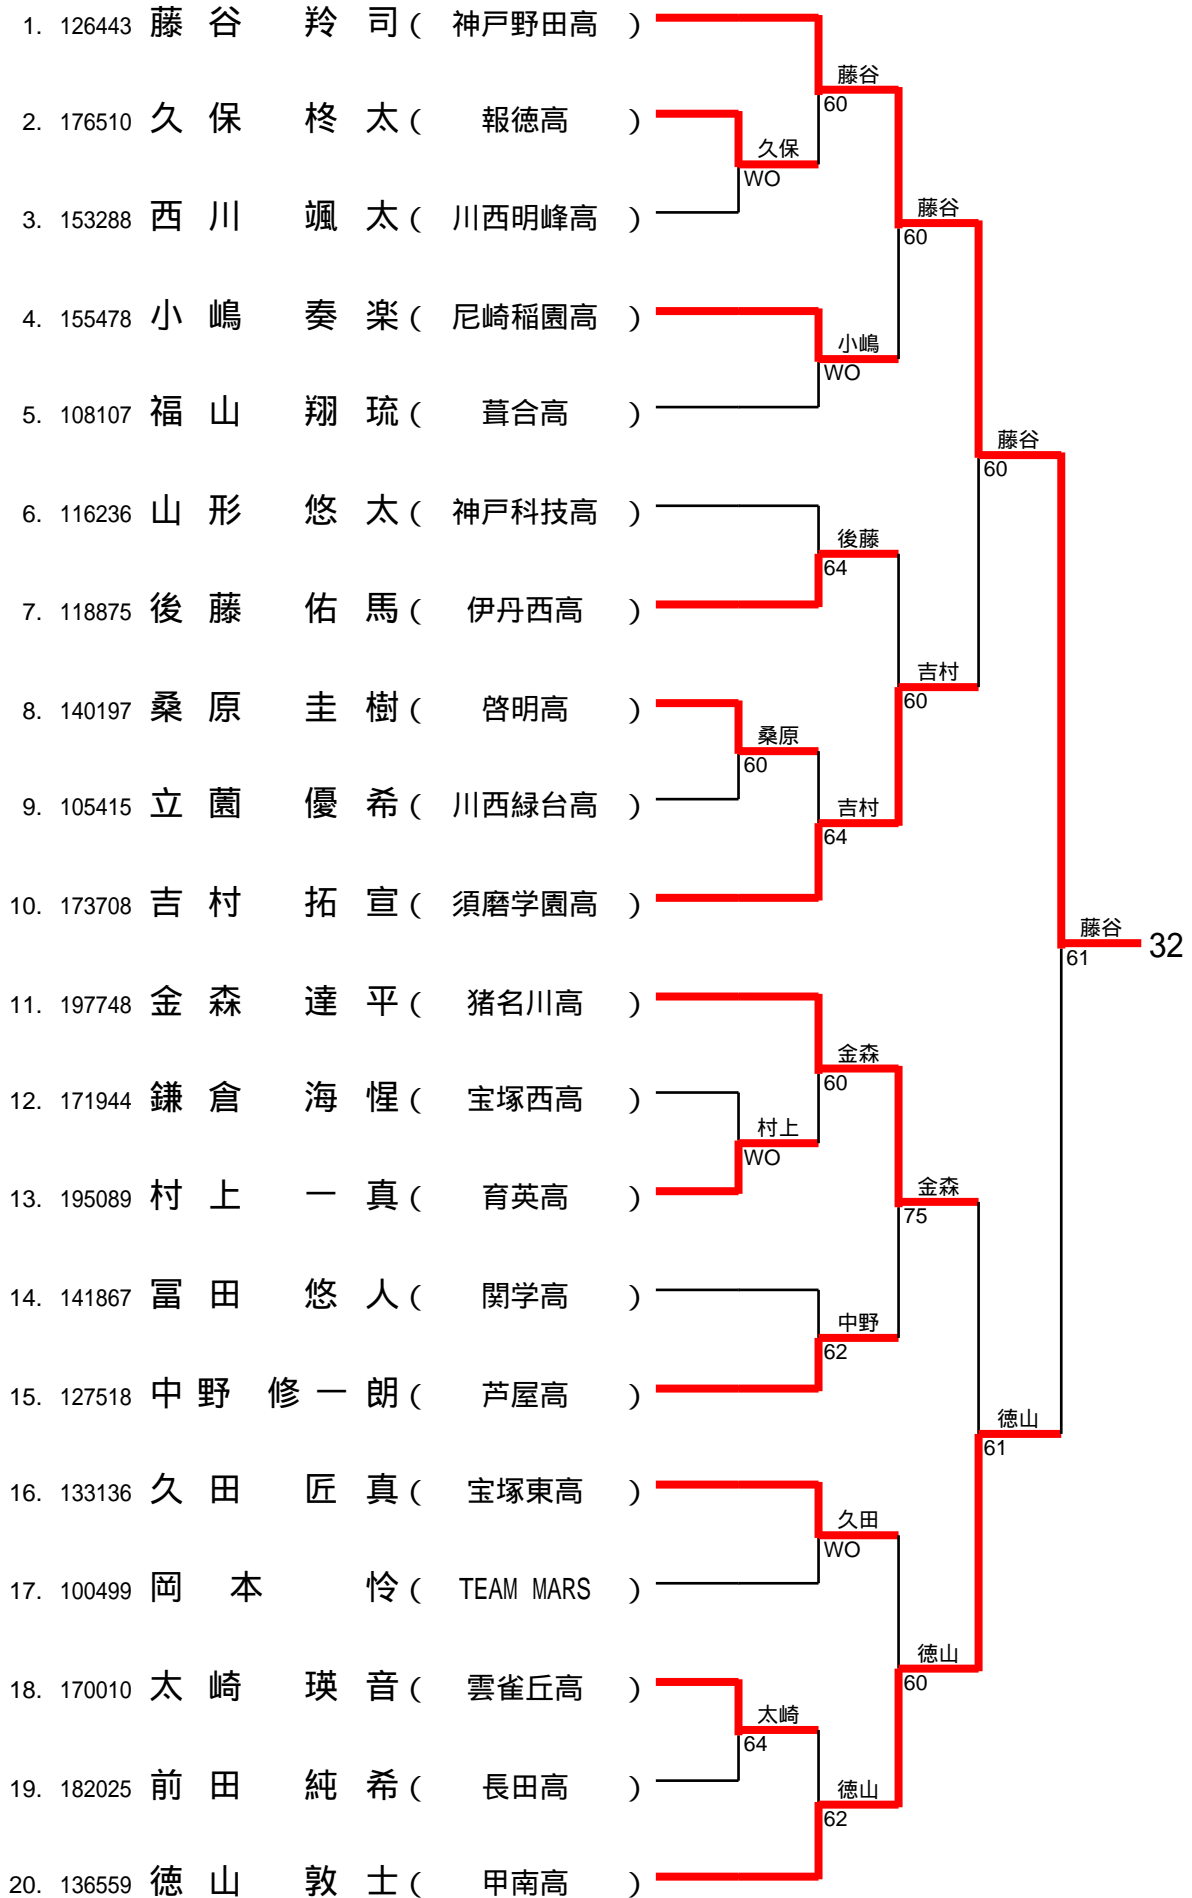 1. 126443 藤谷 羚司 ( 神戸野田高 )
藤谷
60
2. 176510 久保 柊太 ( 報徳高 )
久保
WO
3. 153288 西川 颯太 ( 川西明峰高 )
藤谷
60
4. 155478 小嶋 奏楽 ( 尼崎稲園高 )
小嶋
WO
5. 108107 福山 翔琉 ( 葺合高 )
藤谷
60
6. 116236 山形 悠太 ( 神戸科技高 )
後藤
64
7. 118875 後藤 佑馬 ( 伊丹西高 )
吉村
60
8. 140197 桑原 圭樹 ( 啓明高 )
桑原
60
9. 105415 立薗 優希 ( 川西緑台高 )
吉村
64
10. 173708 吉村 拓宣 ( 須磨学園高 )
藤谷
61
32
11. 197748 金森 達平 ( 猪名川高 )
金森
60
12. 171944 鎌倉 海惺 ( 宝塚西高 )
村上
WO
13. 195089 村上 一真 ( 育英高 )
金森
75
14. 141867 冨田 悠人 ( 関学高 )
中野
62
15. 127518 中野 修一朗 ( 芦屋高 )
徳山
61
16. 133136 久田 匠真 ( 宝塚東高 )
久田
WO
17. 100499 岡本 怜 ( TEAM MARS )
徳山
60
18. 170010 太崎 瑛音 ( 雲雀丘高 )
太崎
64
19. 182025 前田 純希 ( 長田高 )
徳山
62
20. 136559 徳山 敦士 ( 甲南高 )